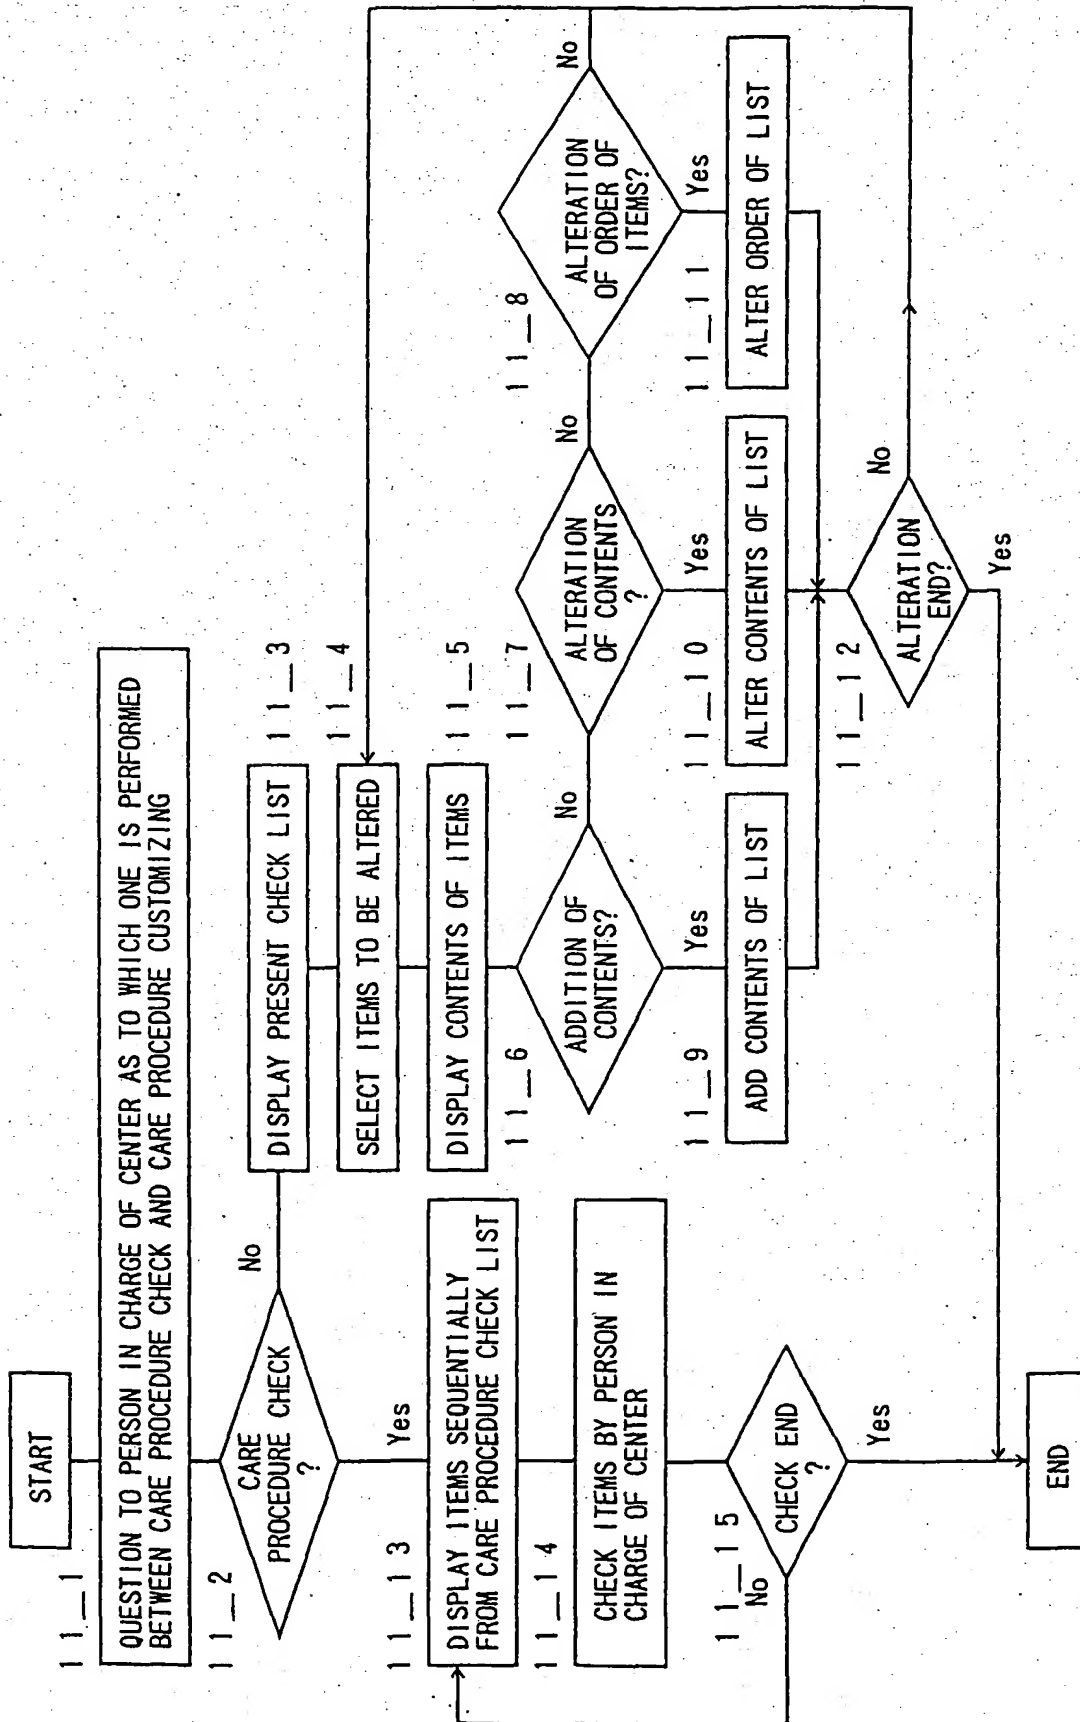 START
11_1
QUESTION TO PERSON IN CHARGE OF CENTER AS TO WHICH ONE IS PERFORMED
BETWEEN CARE PROCEDURE CHECK AND CARE PROCEDURE CUSTOMIZING
11_2
CARE
PROCEDURE CHECK
?
No
Yes
DISPLAY PRESENT CHECK LIST
11_3
SELECT ITEMS TO BE ALTERED
11_4
DISPLAY CONTENTS OF ITEMS
11_5
11_6
ADDITION OF
CONTENTS?
No
Yes
11_7
ALTERATION
OF CONTENTS
?
No
Yes
11_8
ALTERATION
OF ORDER OF
ITEMS?
No
Yes
11_9
ADD CONTENTS OF LIST
11_10
ALTER CONTENTS OF LIST
11_11
ALTER ORDER OF LIST
11_12
ALTERATION
END?
No
Yes
11_13
DISPLAY ITEMS SEQUENTIALLY
FROM CARE PROCEDURE CHECK LIST
11_14
CHECK ITEMS BY PERSON IN
CHARGE OF CENTER
11_15
No
CHECK END
?
Yes
END